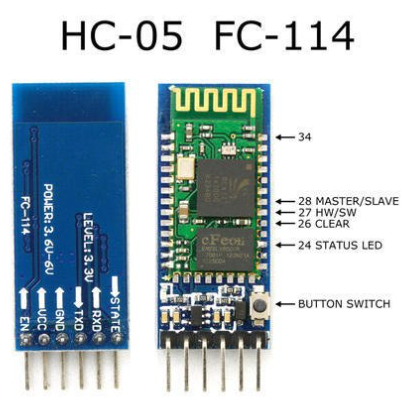 HC-05 FC-114
FC-114
POWER:3.6V-6V
LEVEL:3.3V
EN
VCC
GND
TXD
RXD
STATE
cFeon
34
28 MASTER/SLAVE
27 HW/SW
26 CLEAR
24 STATUS LED
BUTTON SWITCH